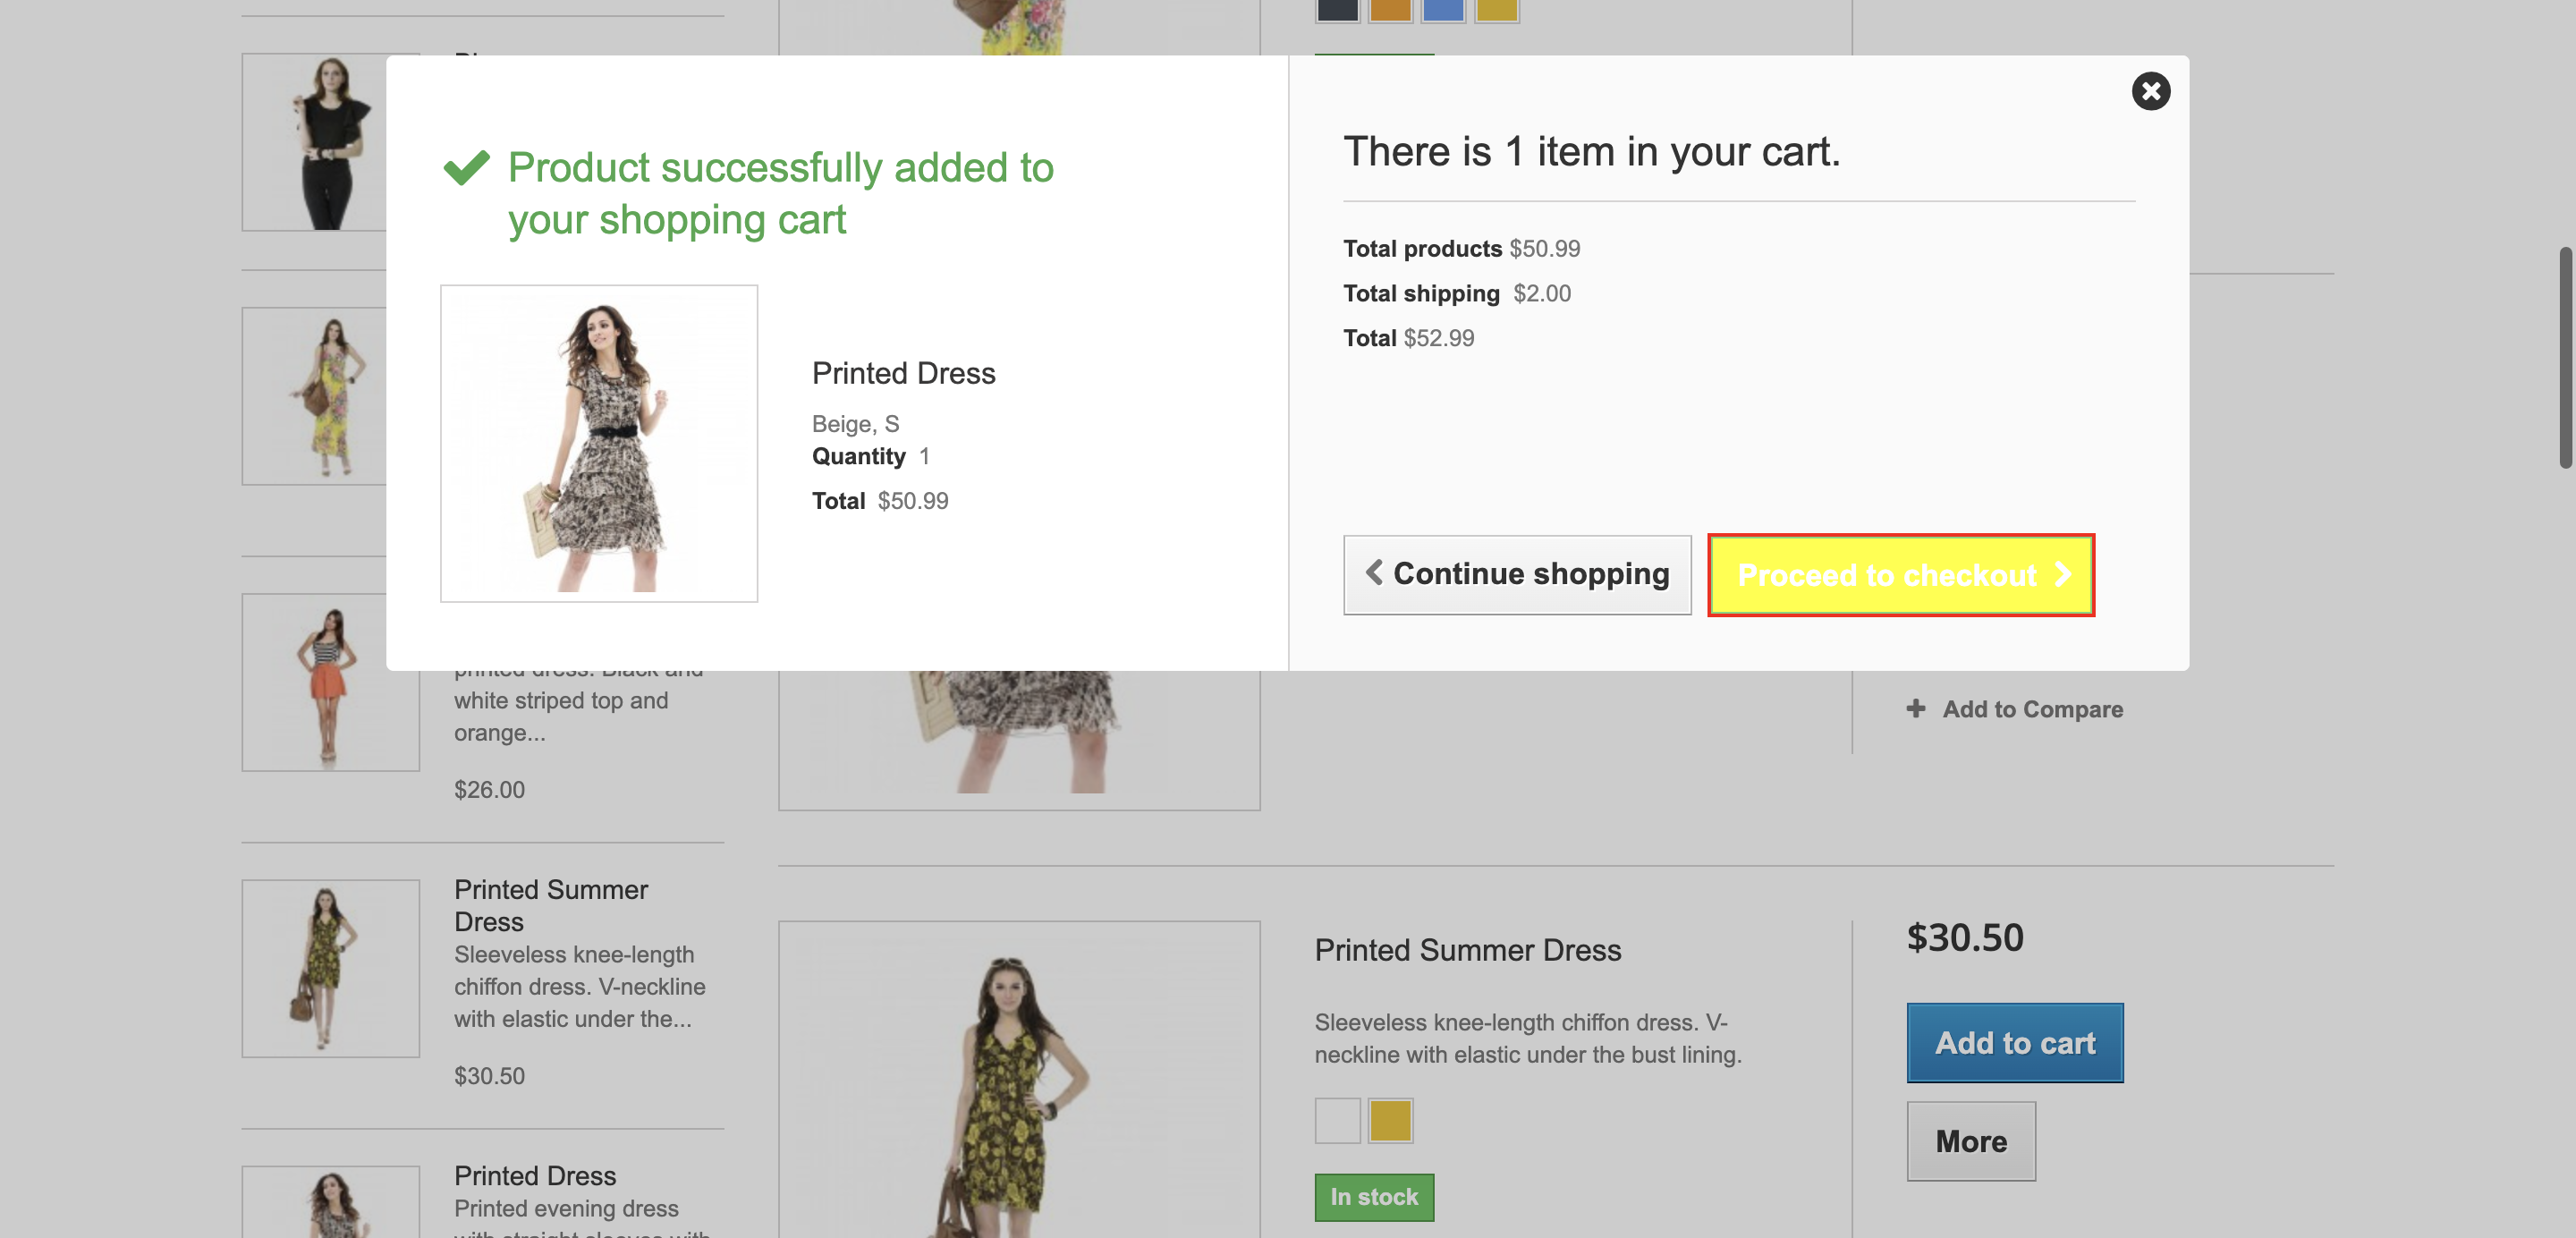 Product successfully added to
your shopping cart
Printed Dress
Beige, S
Quantity 1
Total $50.99
There is 1 item in your cart.
Total products $50.99
Total shipping $2.00
Total $52.99
Continue shopping
Proceed to checkout
white striped top and
orange...
$26.00
Printed Summer
Dress
Sleeveless knee-length
chiffon dress. V-neckline
with elastic under the...
$30.50
Printed Dress
Printed evening dress
with straight sleeves with
Add to Compare
Printed Summer Dress
Sleeveless knee-length chiffon dress. V-
neckline with elastic under the bust lining.
In stock
$30.50
Add to cart
More